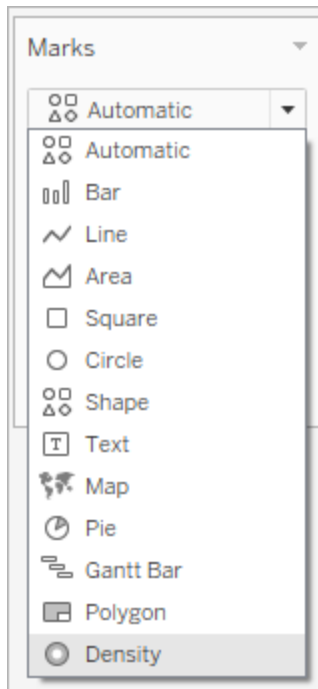 Marks
Automatic
Automatic
Bar
Line
Area
Square
Circle
Shape
T Text
Map
Pie
Gantt Bar
Polygon
Density